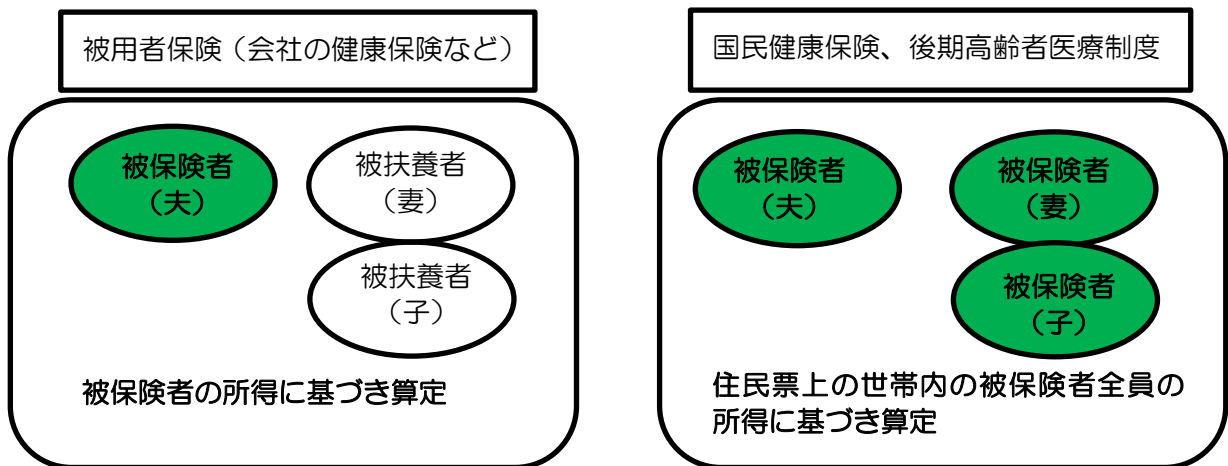 被用者保険（会社の健康保険など）
被保険者
（夫）
被扶養者
（妻）
被扶養者
（子）
被保険者の所得に基づき算定
国民健康保険、後期高齢者医療制度
被保険者
（夫）
被保険者
（妻）
被保険者
（子）
住民票上の世帯内の被保険者全員の
所得に基づき算定